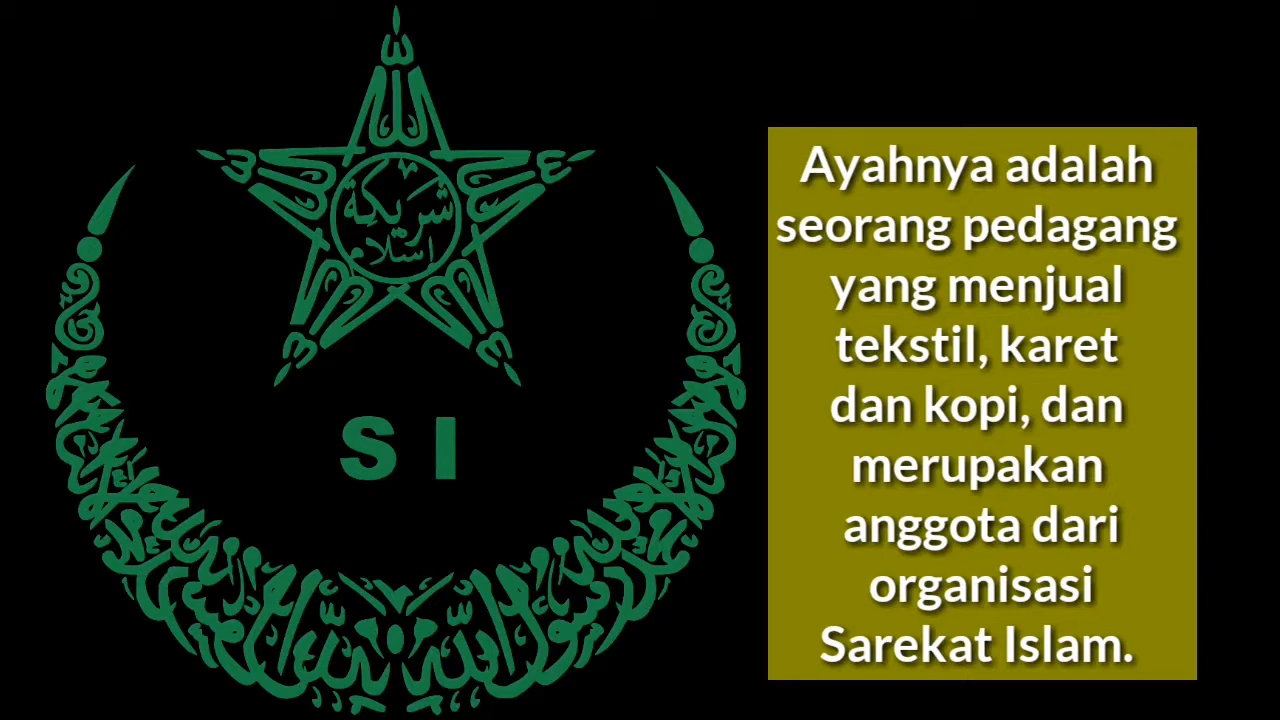 شريكة
اسلام
S I
Ayahnya adalah
seorang pedagang
yang menjual
tekstil, karet
dan kopi, dan
merupakan
anggota dari
organisasi
Sarekat Islam.